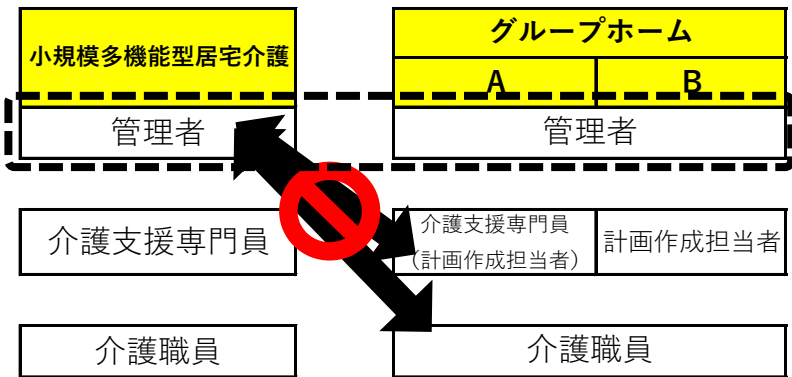 小規模多機能型居宅介護
グループホーム
A
B
管理者
管理者
介護支援専門員
介護支援専門員
（計画作成担当者）
計画作成担当者
介護職員
介護職員